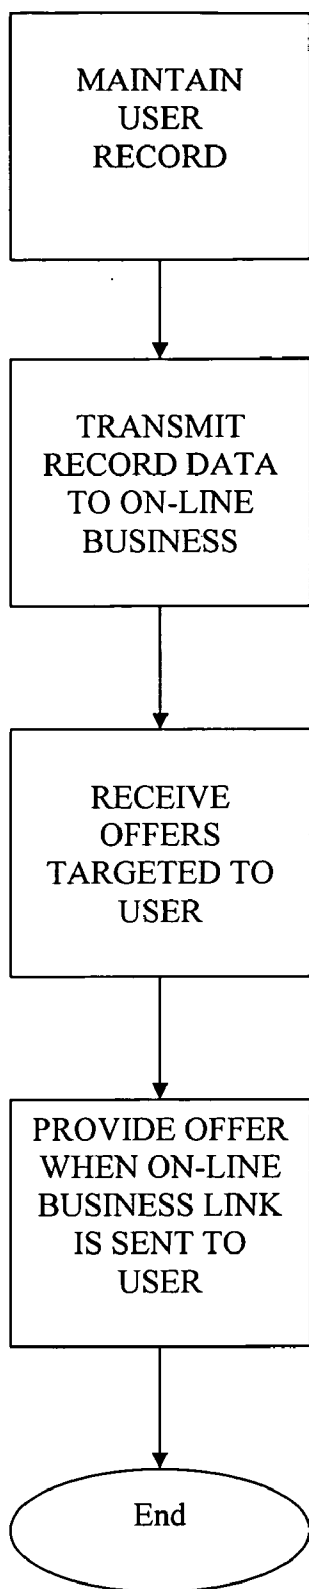 MAINTAIN
USER
RECORD
TRANSMIT
RECORD DATA
TO ON-LINE
BUSINESS
RECEIVE
OFFERS
TARGETED TO
USER
PROVIDE OFFER
WHEN ON-LINE
BUSINESS LINK
IS SENT TO
USER
End